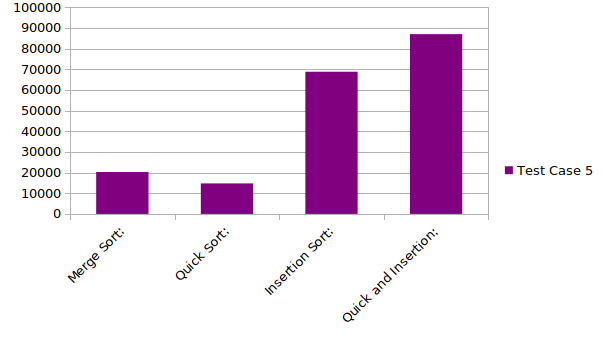 100000
90000
80000
70000
60000
50000
40000
30000
20000
10000
0
Merge Sort:
Quick Sort:
Insertion Sort:
Quick and Insertion:
Test Case 5